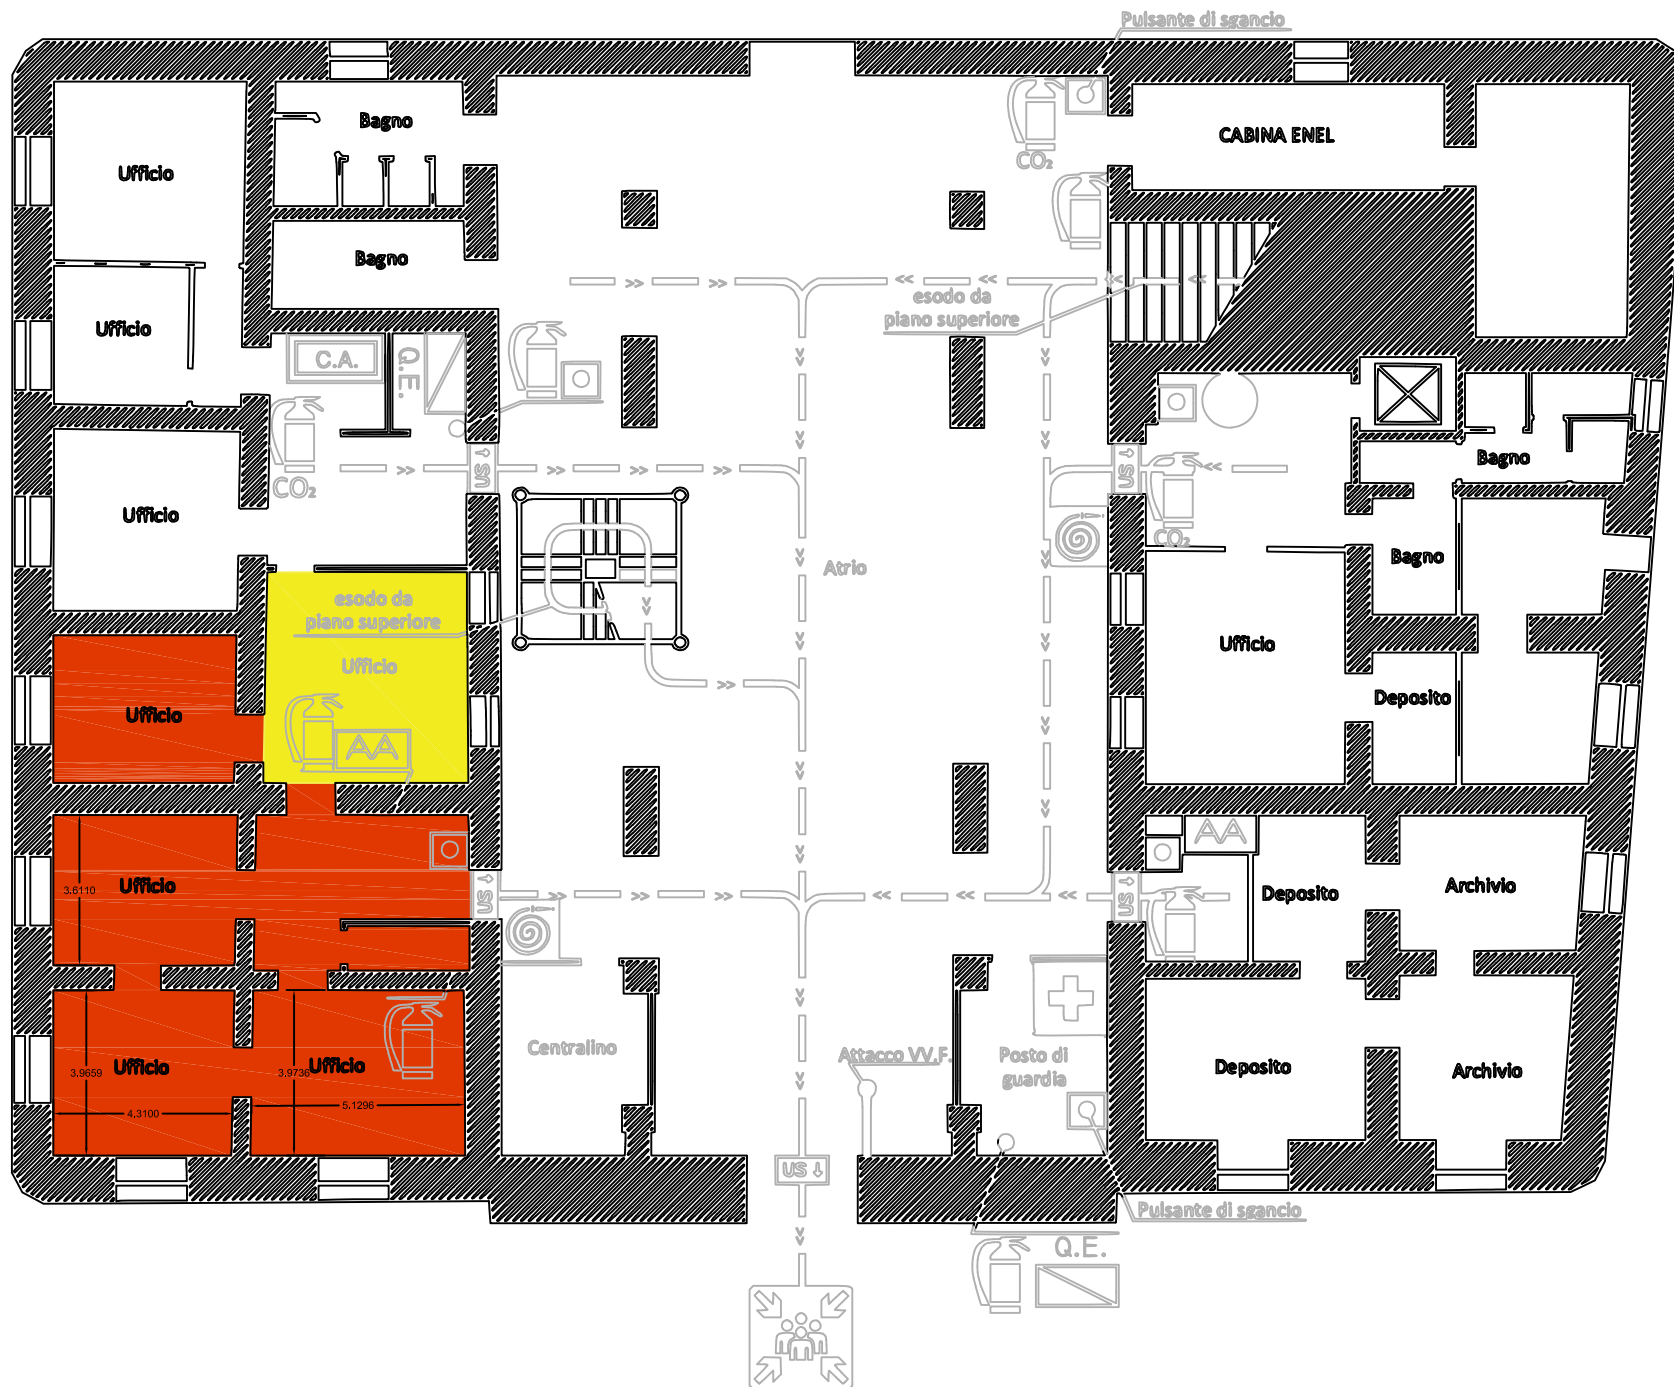 Pulsante di sgancio
Bagno
CABINA ENEL
CO₂
Ufficio
Bagno
esodo da
piano superiore
Ufficio
C.A.
Q.E.
CO₂
US
US
Bagno
Ufficio
CO₂
Bagno
Atrio
esodo da
piano superiore
Ufficio
Ufficio
Deposito
Ufficio
AA
AA
3.6110
Ufficio
US
US
Deposito
Archivio
Centralino
Attacco VV.F.
Posto di
guardia
3.9659
Ufficio
3.9736
Ufficio
Deposito
Archivio
4.3100
5.1296
US
Pulsante di sgancio
Q.E.